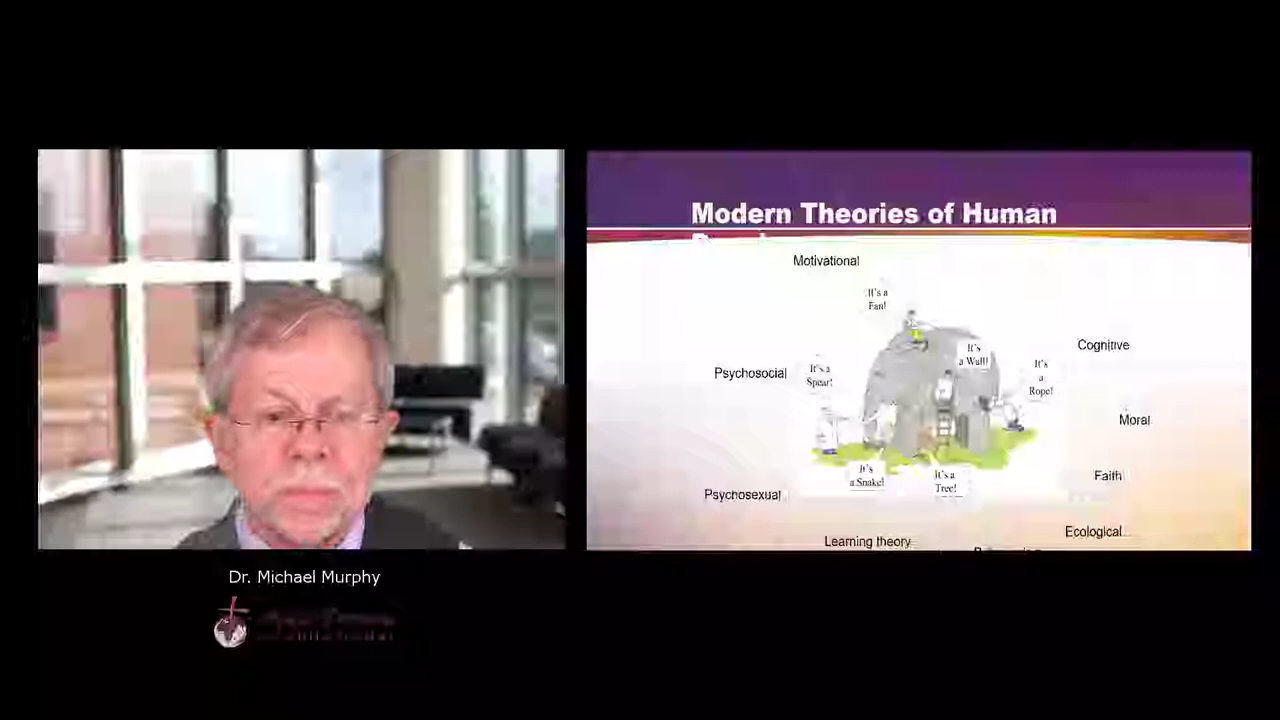 Modern Theories of Human
Motivational
It's a
Fan!
It's
a Wall!
Cognitive
It's
a
Rope!
Psychosocial
It's a
Spear!
Moral
It's
a Snake!
It's a
Tree!
Faith
Psychosexual
Ecological
Learning theory
Dr. Michael Murphy